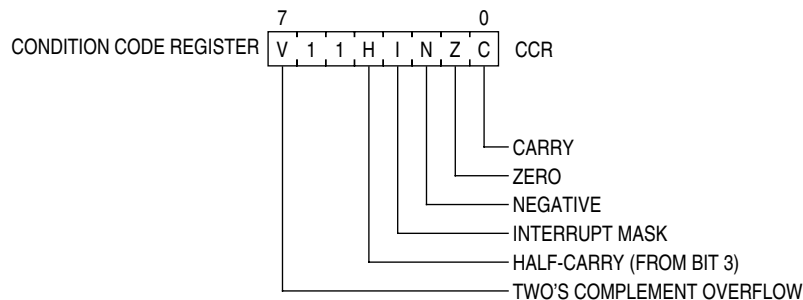 7 0
CONDITION CODE REGISTER V 1 1 H I N Z C CCR
CARRY
ZERO
NEGATIVE
INTERRUPT MASK
HALF-CARRY (FROM BIT 3)
TWO'S COMPLEMENT OVERFLOW